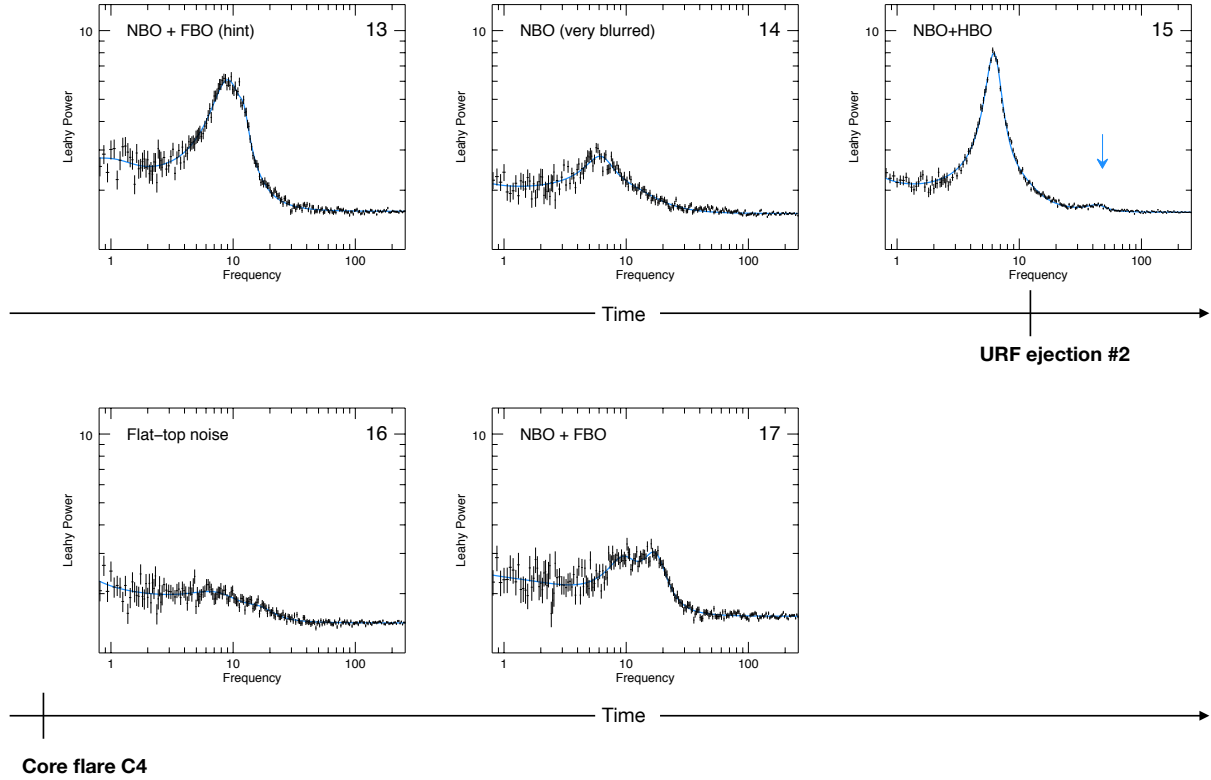 NBO + FBO (hint) 13
10
Leahy Power
1 10 100
Frequency
NBO (very blurred) 14
10
Leahy Power
1 10 100
Frequency
NBO+HBO 15
10
Leahy Power
1 10 100
Frequency
Time
URF ejection #2
Flat−top noise 16
10
Leahy Power
1 10 100
Frequency
NBO + FBO 17
10
Leahy Power
1 10 100
Frequency
Time
Core flare C4